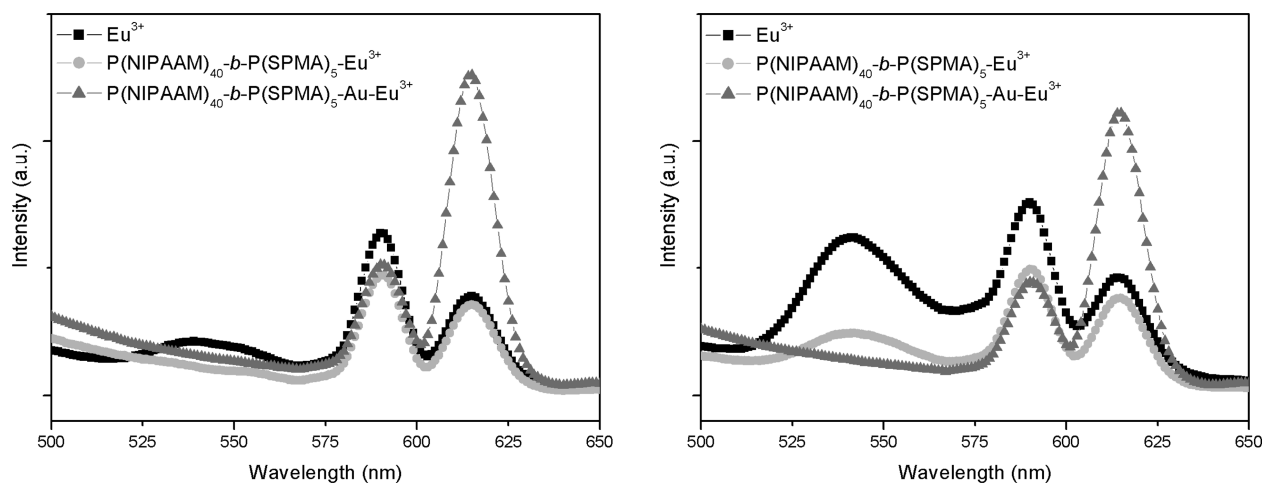 Eu³⁺
P(NIPAAM)₄₀-b-P(SPMA)₅-Eu³⁺
P(NIPAAM)₄₀-b-P(SPMA)₅-Au-Eu³⁺
Intensity (a.u.)
500 525 550 575 600 625 650
Wavelength (nm)
Eu³⁺
P(NIPAAM)₄₀-b-P(SPMA)₅-Eu³⁺
P(NIPAAM)₄₀-b-P(SPMA)₅-Au-Eu³⁺
Intensity (a.u.)
500 525 550 575 600 625 650
Wavelength (nm)